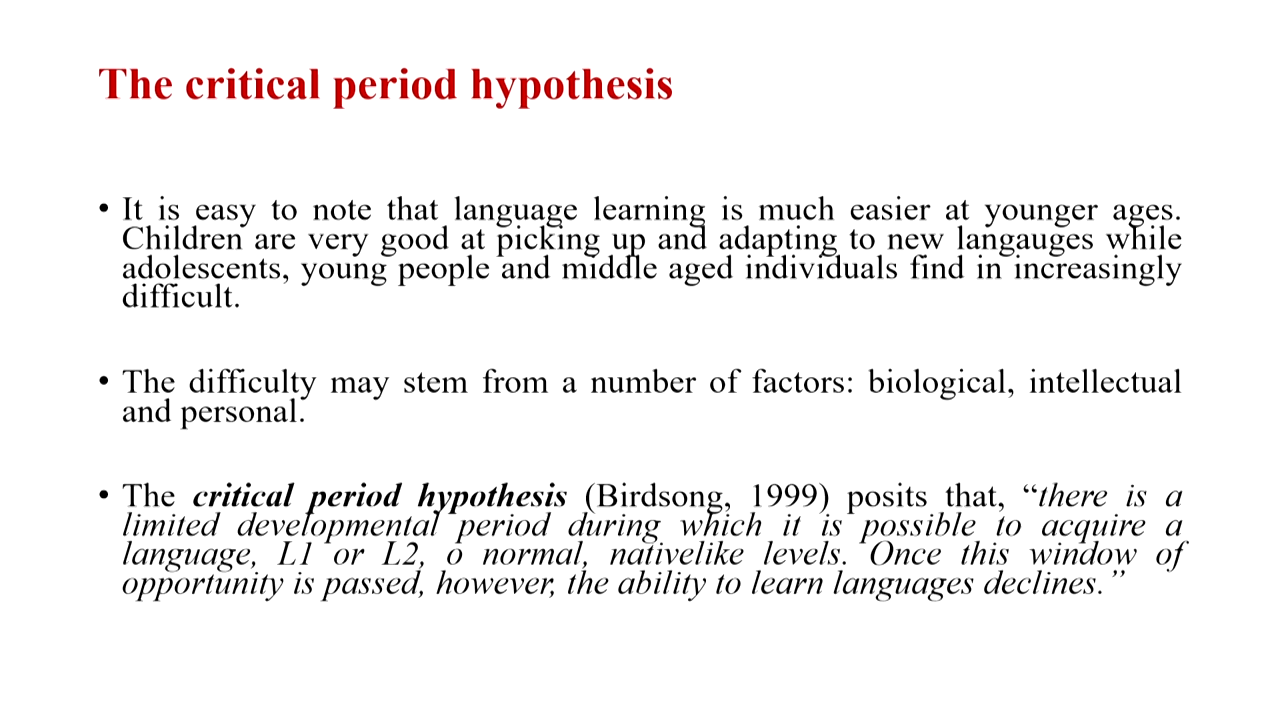 The critical period hypothesis
• It is easy to note that language learning is much easier at younger ages.
Children are very good at picking up and adapting to new langauges while
adolescents, young people and middle aged individuals find in increasingly
difficult.
• The difficulty may stem from a number of factors: biological, intellectual
and personal.
• The critical period hypothesis (Birdsong, 1999) posits that, “there is a
limited developmental period during which it is possible to acquire a
language, L1 or L2, o normal, nativelike levels. Once this window of
opportunity is passed, however, the ability to learn languages declines.”